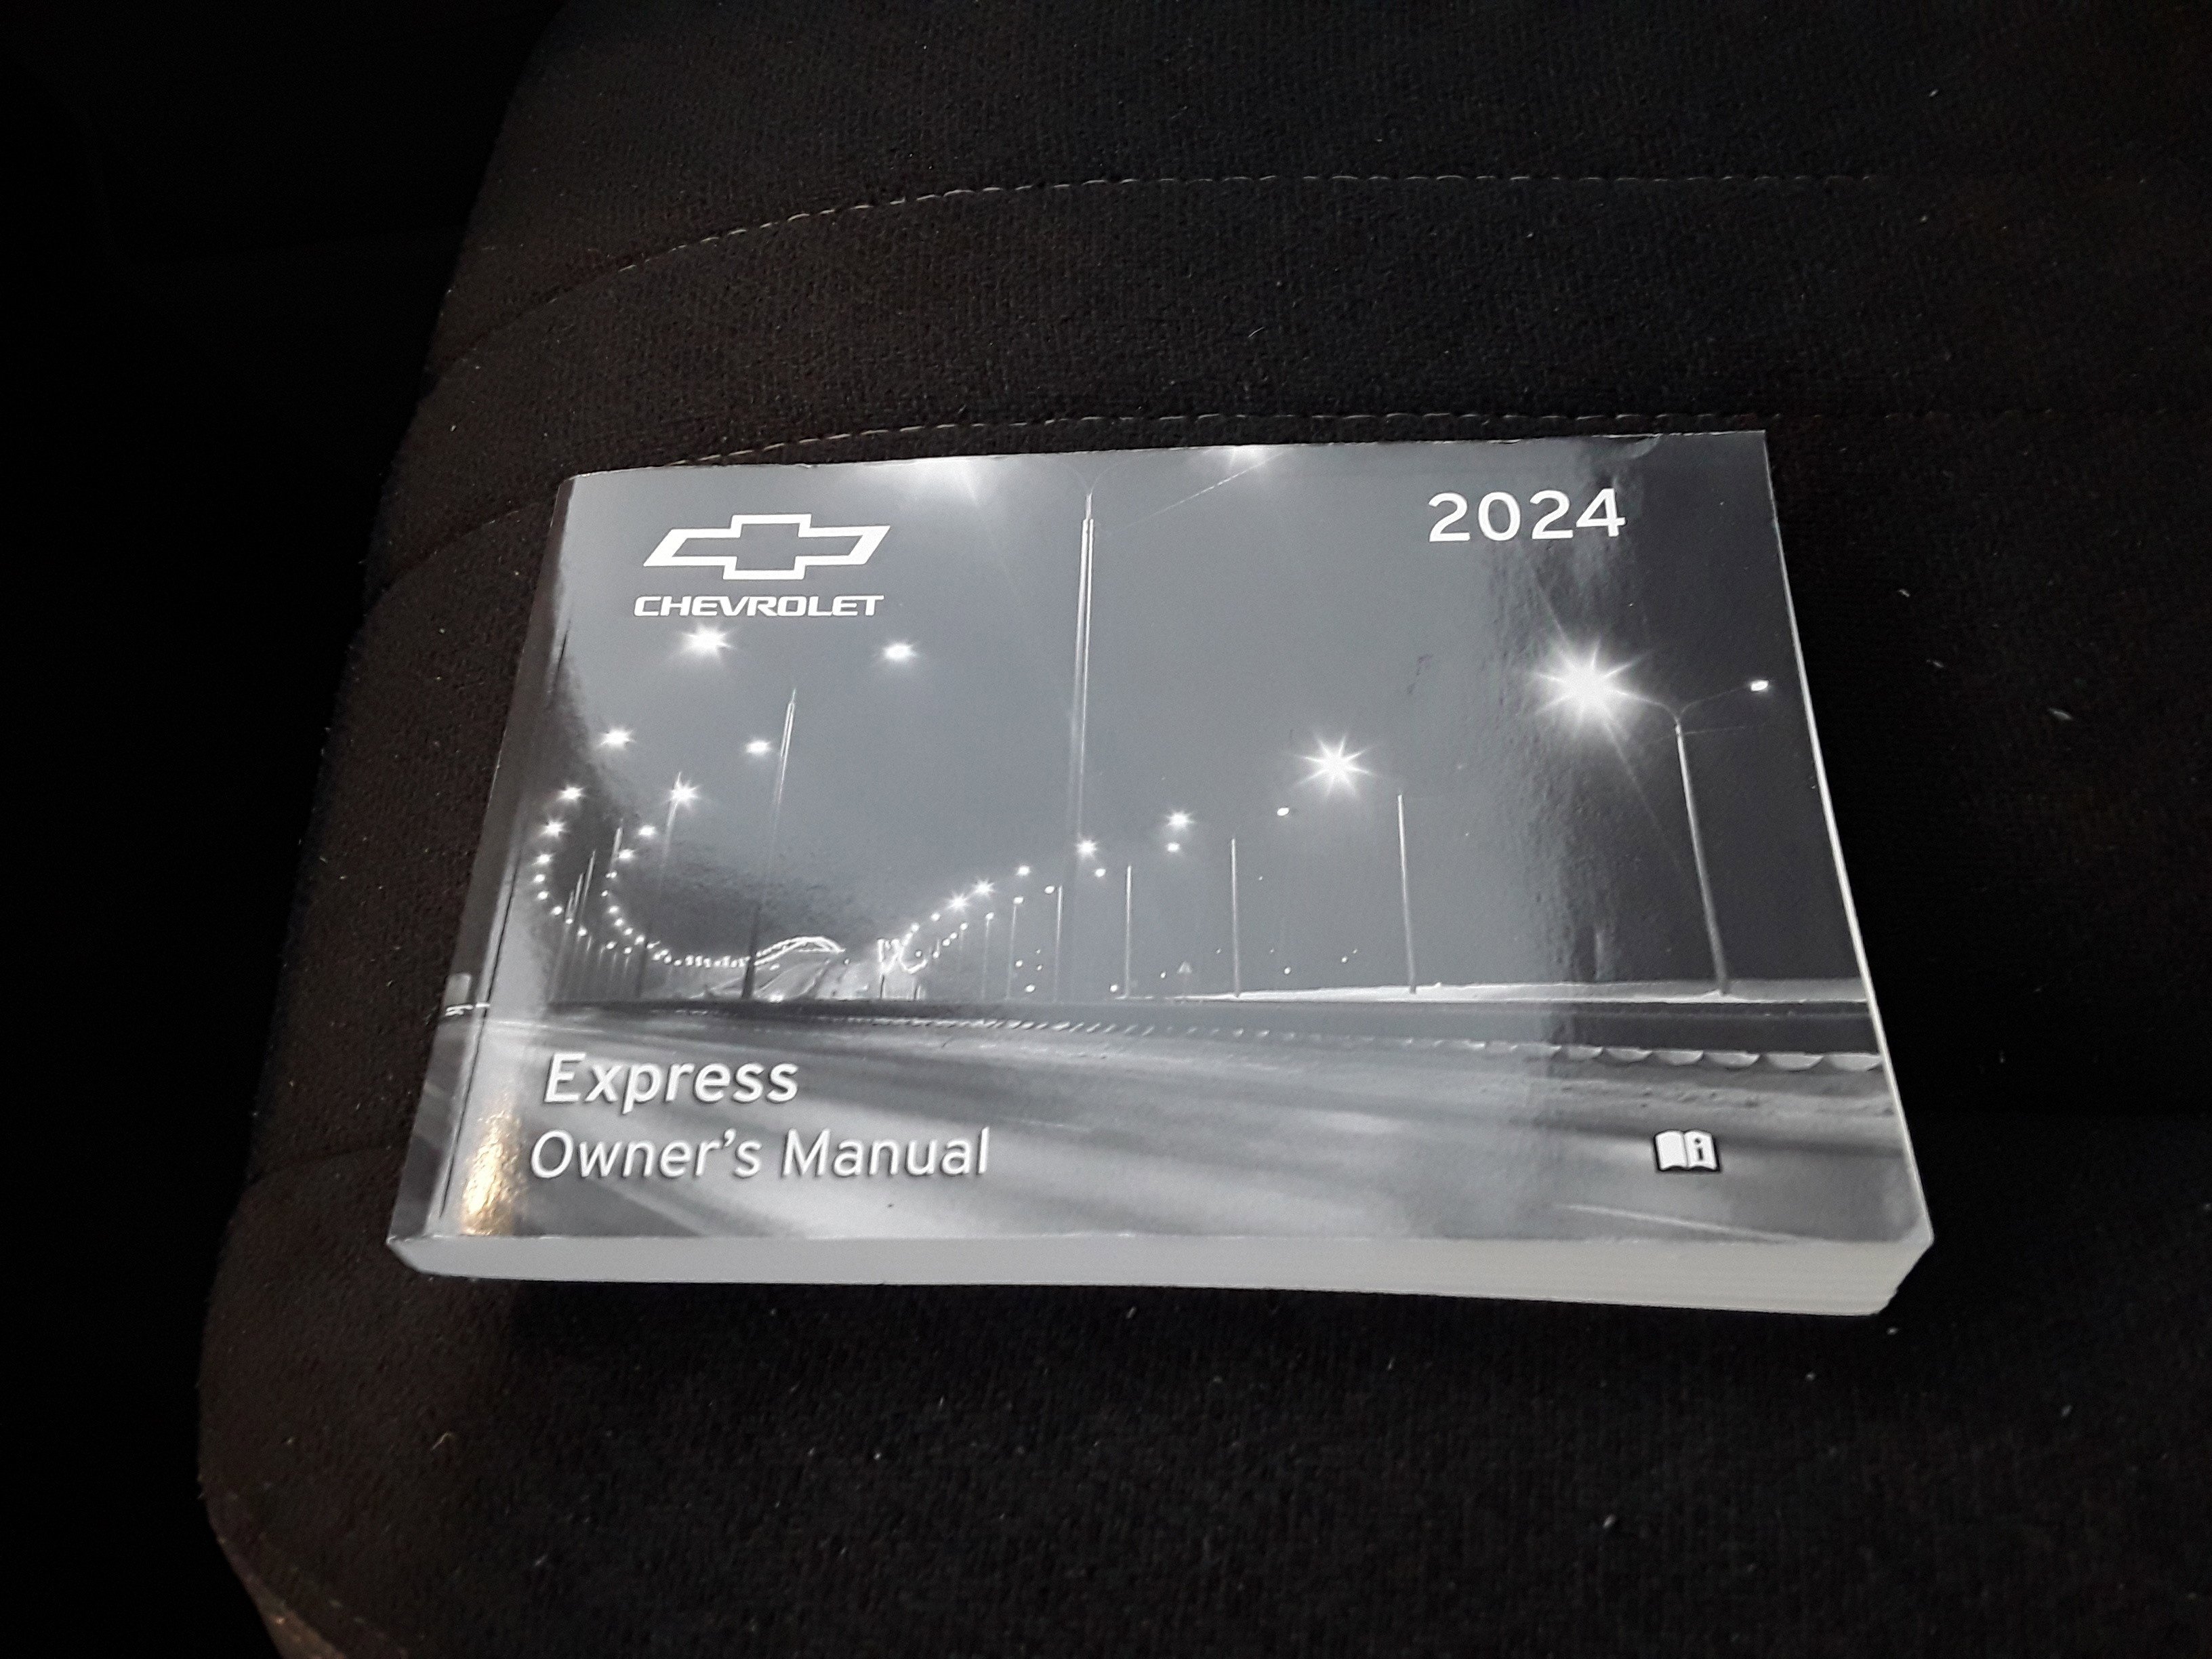 2024
CHEVROLET
Express
Owner's Manual